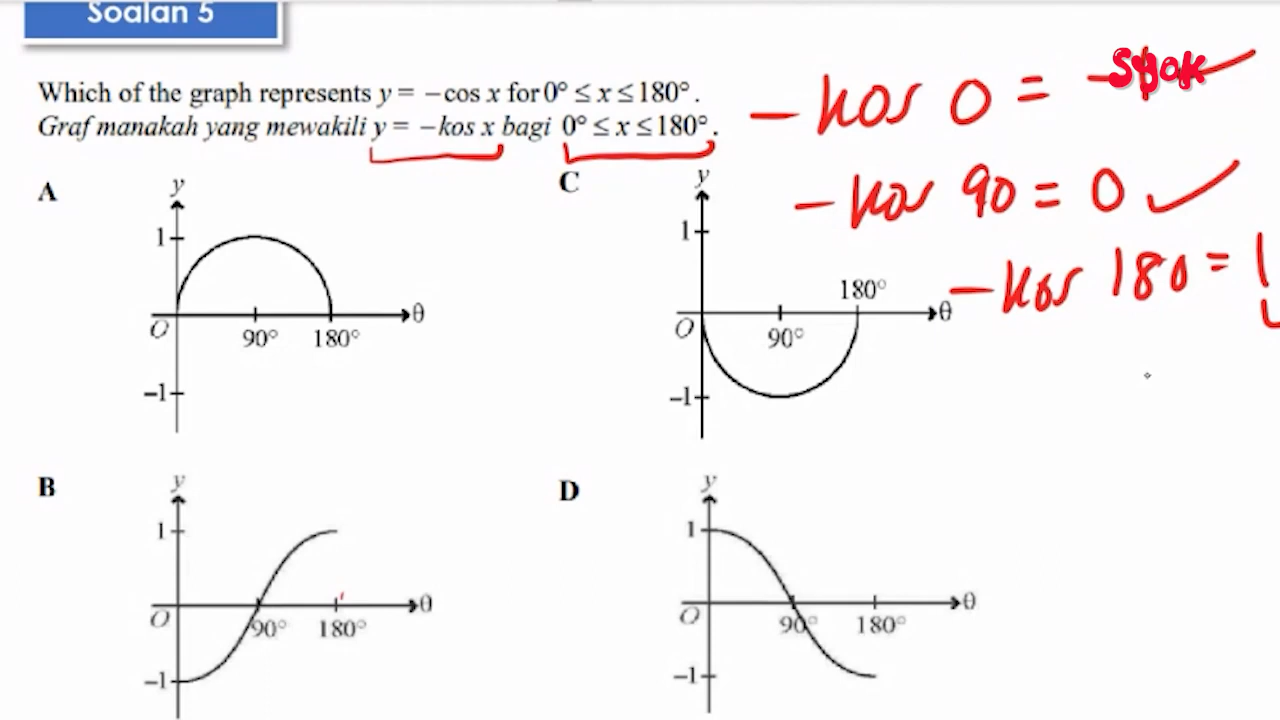 Soalan 5
Which of the graph represents y = −cos x for 0° ≤ x ≤ 180°.
Graf manakah yang mewakili y = −kos x bagi 0° ≤ x ≤ 180°.
− kos 0 =
SYOK
− kos 90 = 0 ✓
− kos 180 = 1
A
y
1
O
90°
180°
θ
−1
C
y
1
180°
O
90°
θ
−1
B
y
1
O
90°
180°
θ
−1
D
y
1
O
90°
180°
θ
−1